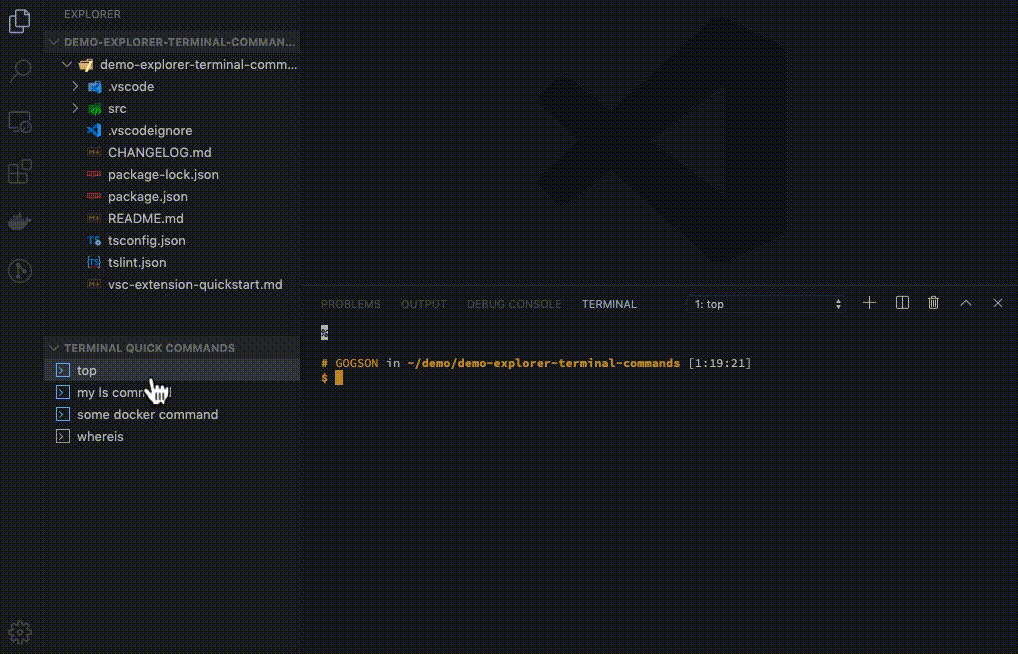 EXPLORER
DEMO-EXPLORER-TERMINAL-COMMAN...
demo-explorer-terminal-comm...
.vscode
src
.vscodeignore
CHANGELOG.md
package-lock.json
package.json
README.md
TS tsconfig.json
TS tslint.json
vsc-extension-quickstart.md
TERMINAL QUICK COMMANDS
top
my ls
some docker command
whereis
PROBLEMS OUTPUT DEBUG CONSOLE TERMINAL 1: top
%
# GOGSON in ~/demo/demo-explorer-terminal-commands [1:19:21]
$